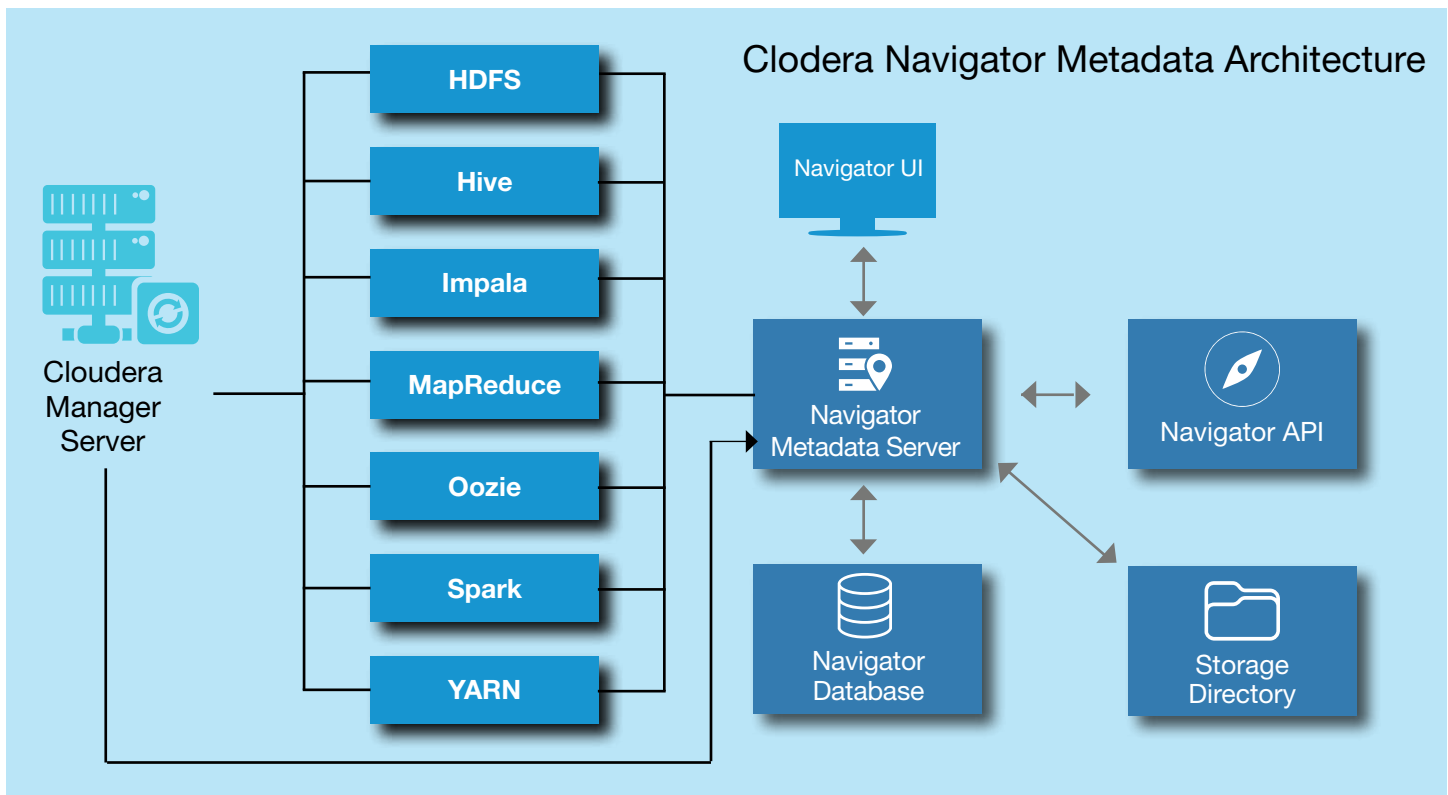 Clodera Navigator Metadata Architecture
HDFS
Hive
Impala
MapReduce
Oozie
Spark
YARN
Cloudera
Manager
Server
Navigator UI
Navigator
Metadata Server
Navigator API
Navigator
Database
Storage
Directory